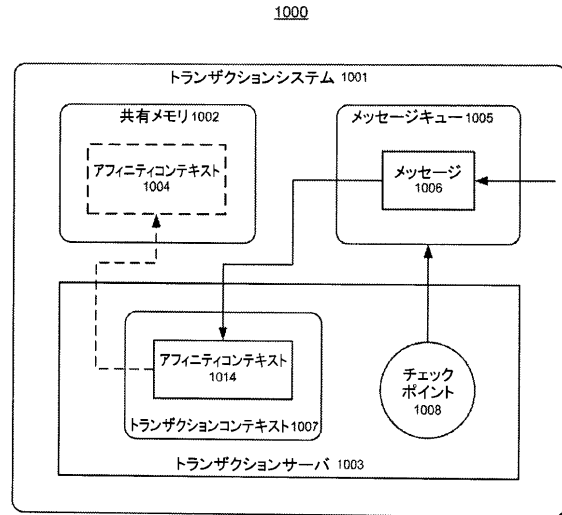 1000
トランザクションシステム 1001
共有メモリ 1002
アフィニティコンテキスト
1004
メッセージキュー 1005
メッセージ
1006
アフィニティコンテキスト
1014
トランザクションコンテキスト1007
チェック
ポイント
1008
トランザクションサーバ 1003